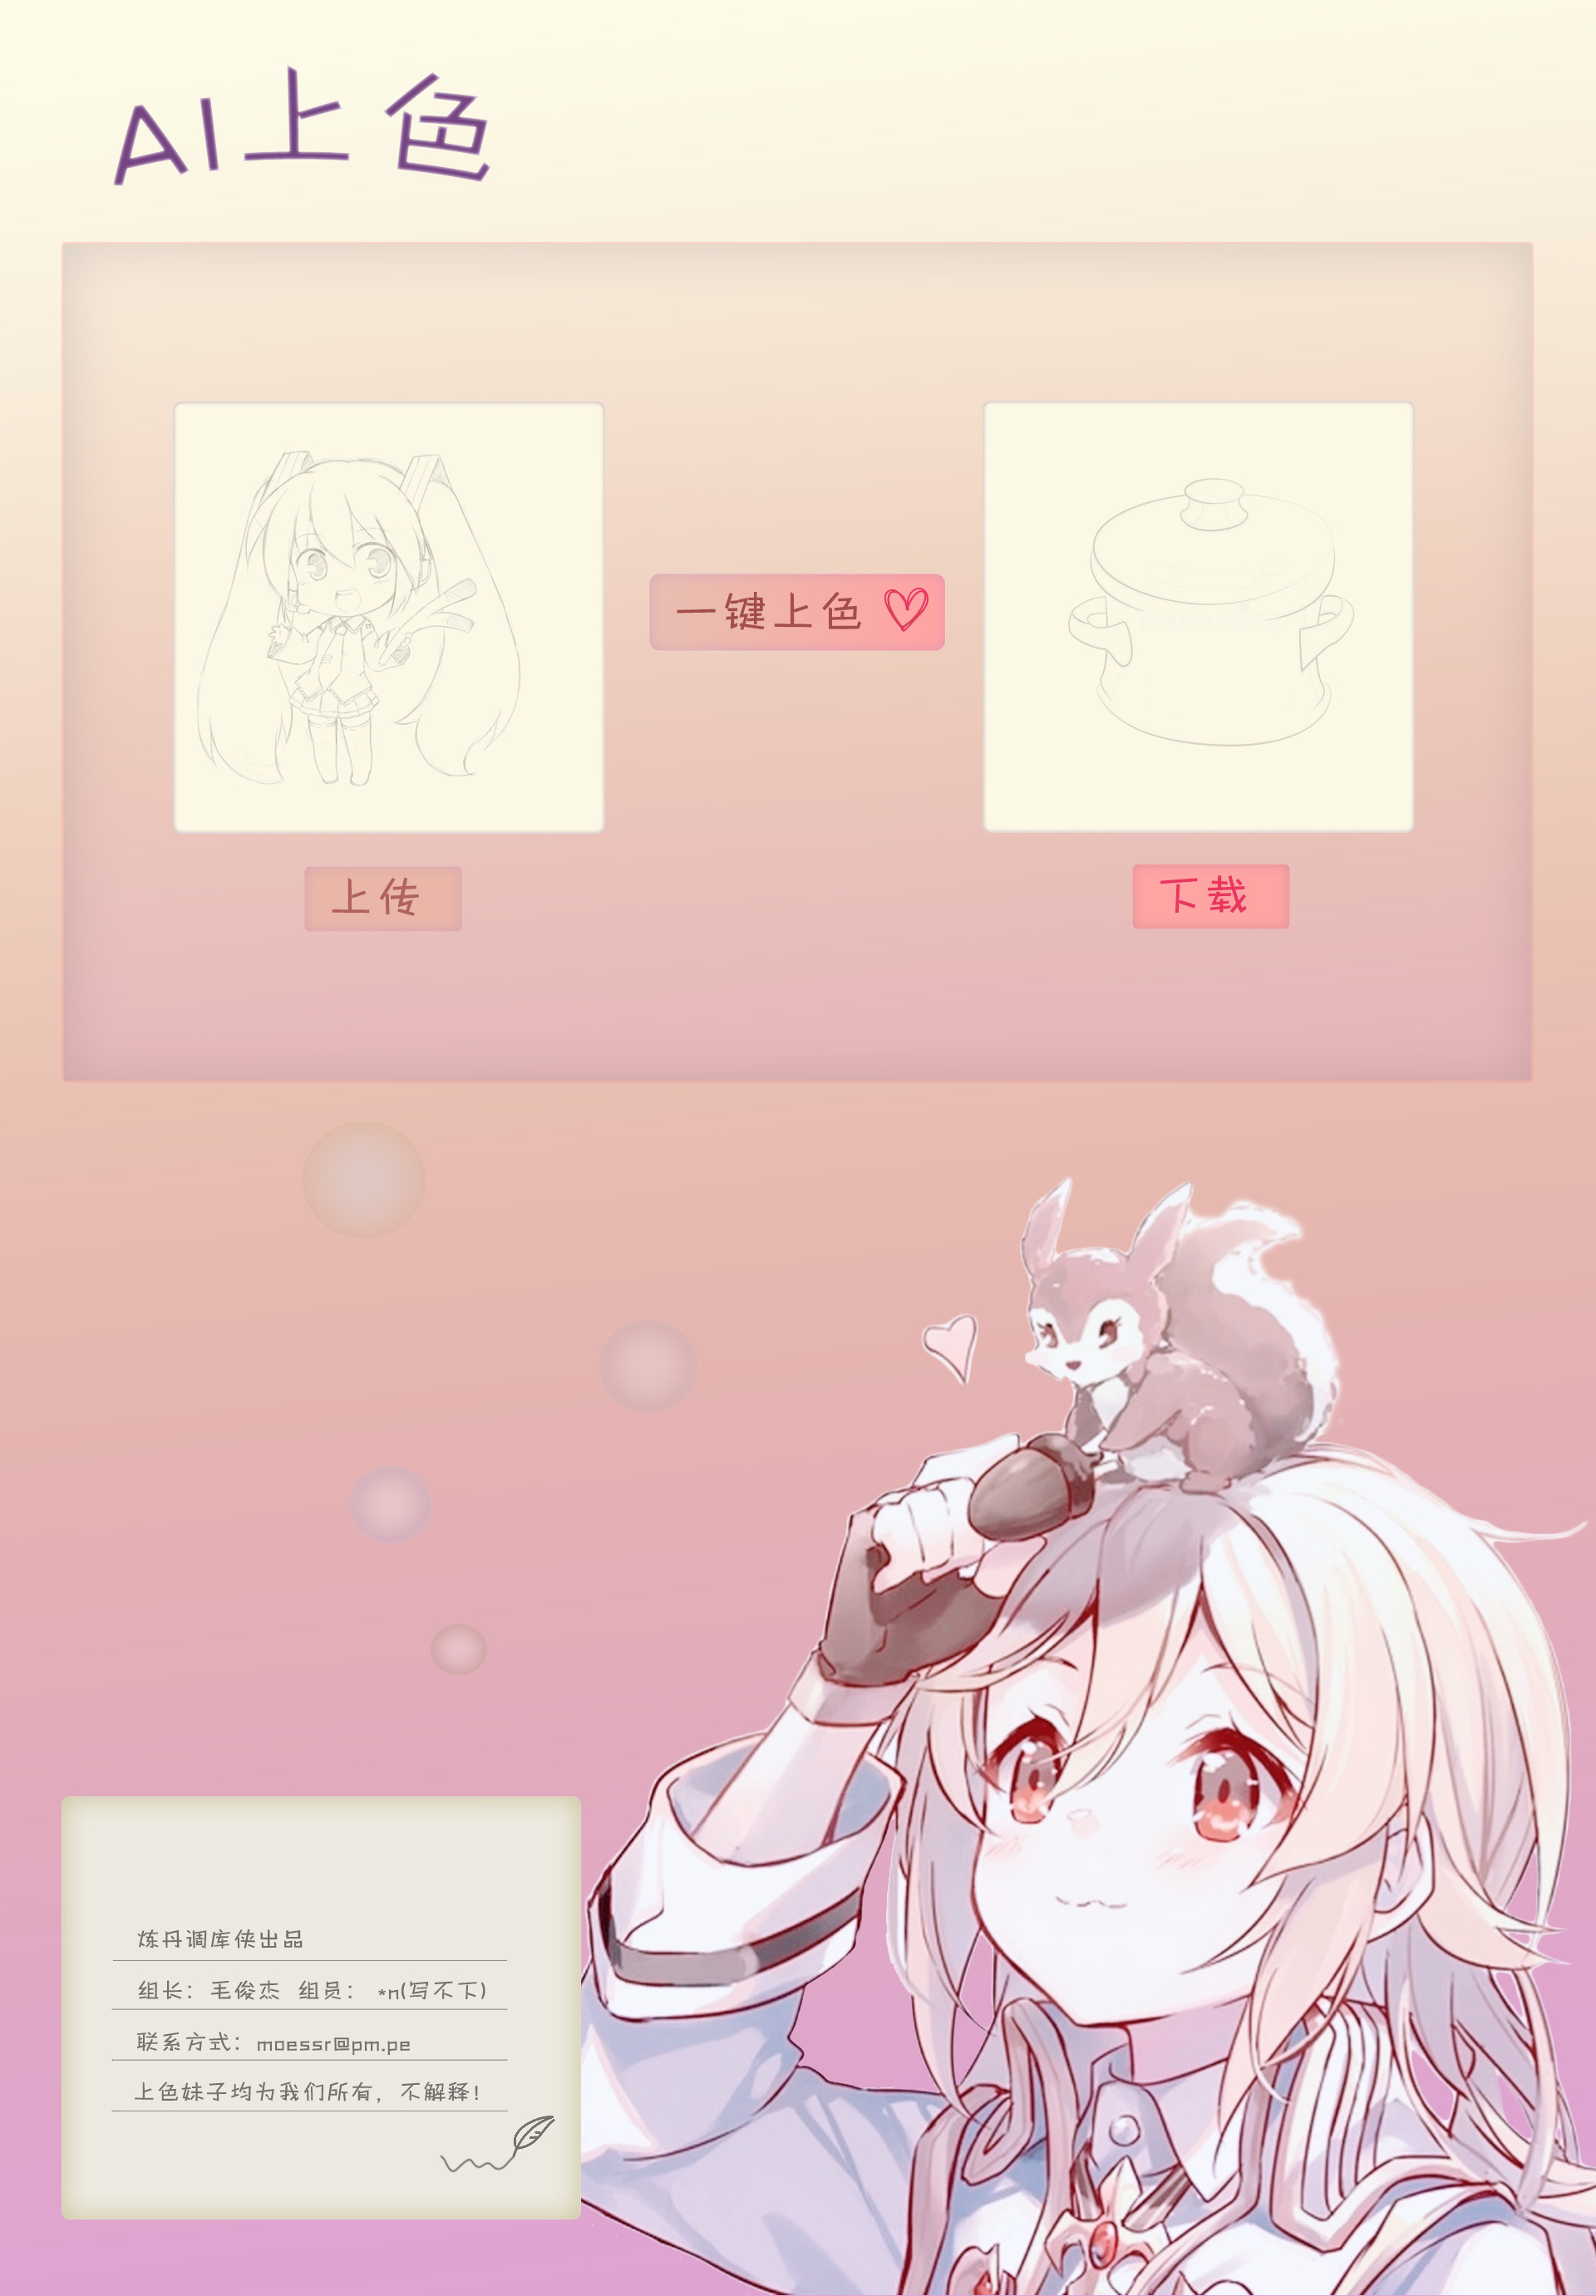 AI上色
一键上色
上传
下载
炼丹调库侠出品
组长：毛俊杰 组员： *n(写不下)
联系方式：moessr@pm.pe
上色妹子均为我们所有，不解释!